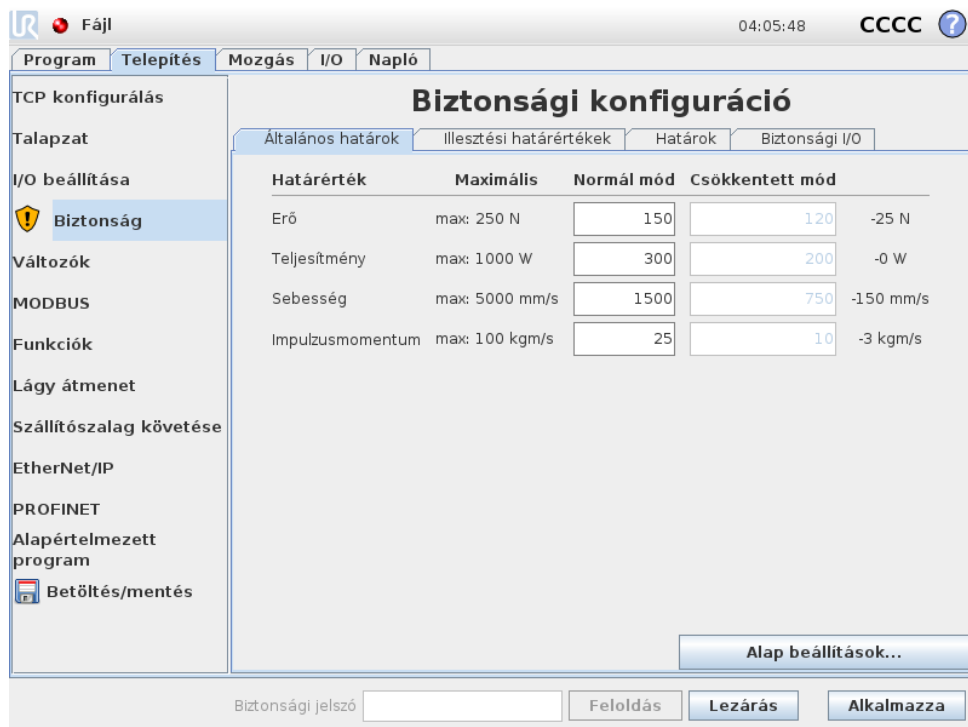 UR Fájl 04:05:48 CCCC ?
Program Telepítés Mozgás I/O Napló
TCP konfigurálás
Talapzat
I/O beállítása
Biztonság
Változók
MODBUS
Funkciók
Lágy átmenet
Szállítószalag követése
EtherNet/IP
PROFINET
Alapértelmezett
program
Betöltés/mentés
Biztonsági konfiguráció
Általános határok Illesztési határértékek Határok Biztonsági I/O
Határérték Maximális Normál mód Csökkentett mód
Erő max: 250 N 150 120 -25 N
Teljesítmény max: 1000 W 300 200 -0 W
Sebesség max: 5000 mm/s 1500 750 -150 mm/s
Impulzusmomentum max: 100 kgm/s 25 10 -3 kgm/s
Alap beállítások...
Biztonsági jelszó Feloldás Lezárás Alkalmazza